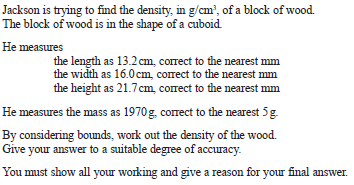 Jackson is trying to find the density, in g/cm³, of a block of wood.
The block of wood is in the shape of a cuboid.
He measures
the length as 13.2 cm, correct to the nearest mm
the width as 16.0 cm, correct to the nearest mm
the height as 21.7 cm, correct to the nearest mm
He measures the mass as 1970 g, correct to the nearest 5 g.
By considering bounds, work out the density of the wood.
Give your answer to a suitable degree of accuracy.
You must show all your working and give a reason for your final answer.